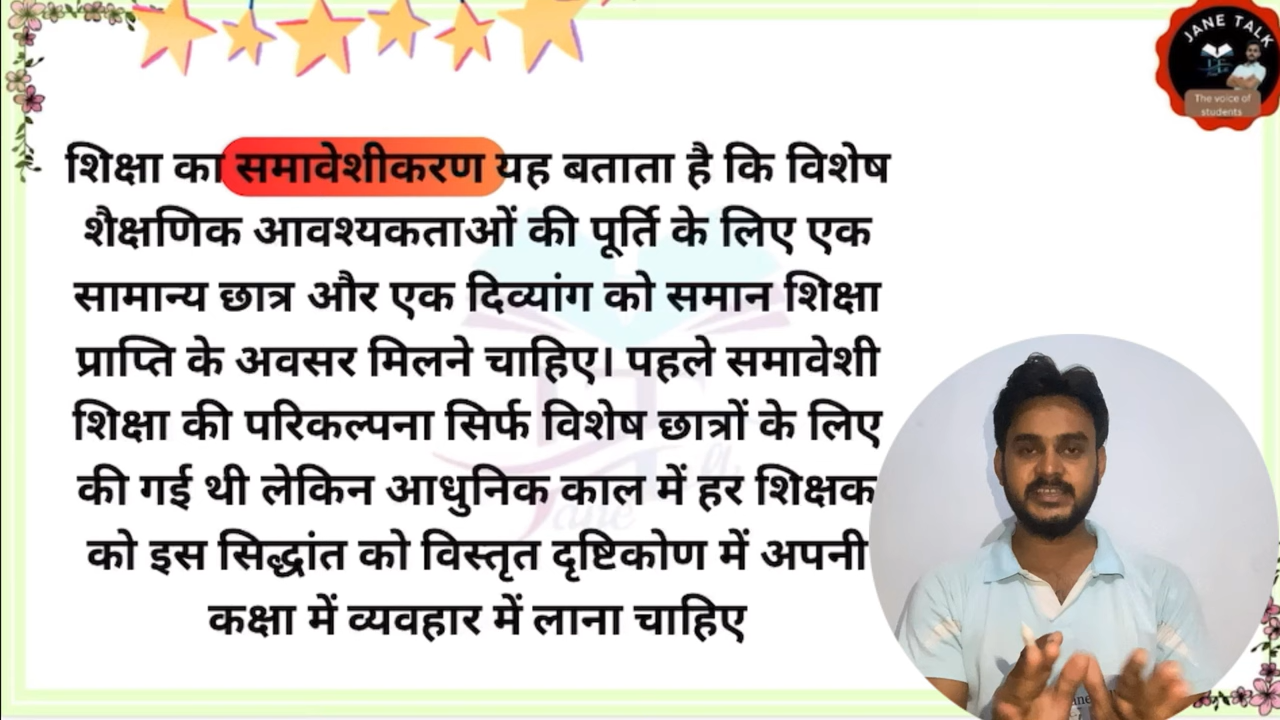 JANE TALK
The voice of
students
शिक्षा का समावेशीकरण यह बताता है कि विशेष
शैक्षणिक आवश्यकताओं की पूर्ति के लिए एक
सामान्य छात्र और एक दिव्यांग को समान शिक्षा
प्राप्ति के अवसर मिलने चाहिए। पहले समावेशी
शिक्षा की परिकल्पना सिर्फ विशेष छात्रों के लिए
की गई थी लेकिन आधुनिक काल में हर शिक्षक
को इस सिद्धांत को विस्तृत दृष्टिकोण में अपनी
कक्षा में व्यवहार में लाना चाहिए